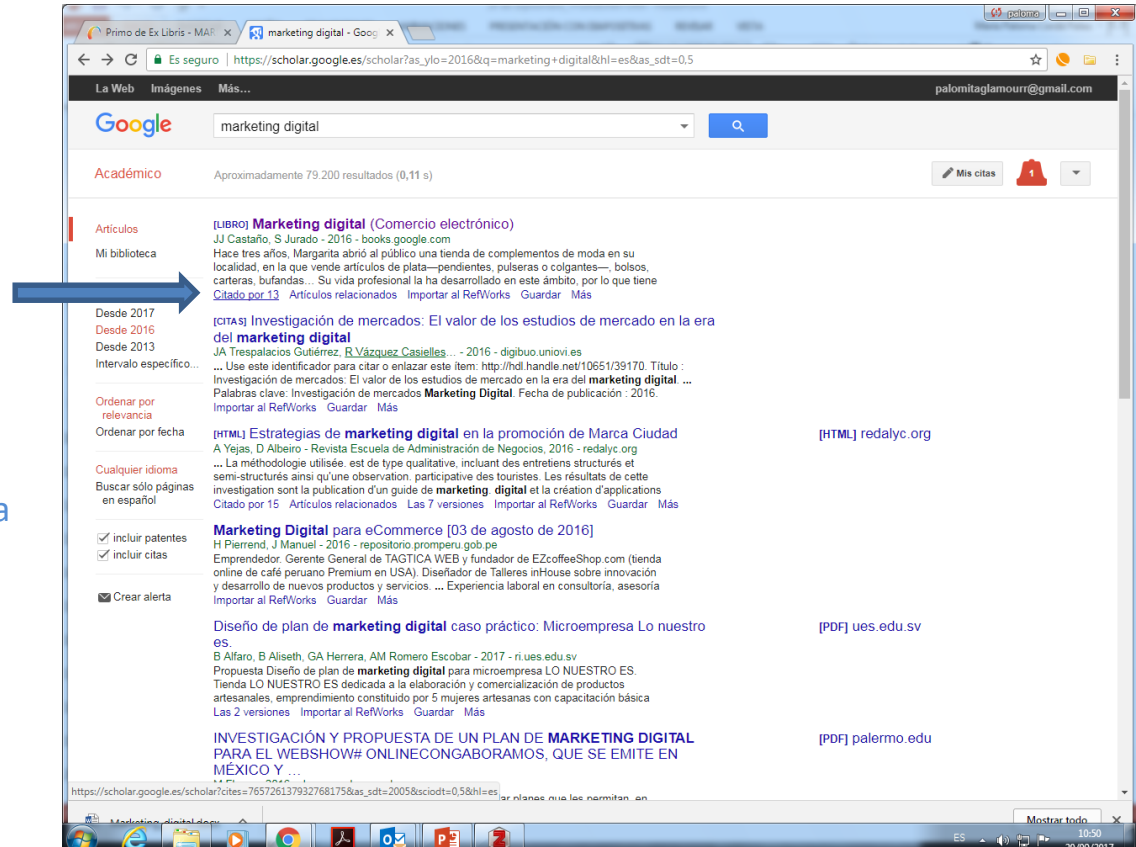 paloma
Primo de Ex Libris - MAR
marketing digital - Goog
Es seguro https://scholar.google.es/scholar?as_ylo=2016&q=marketing+digital&hl=es&as_sdt=0,5
La Web Imágenes Más... palomitaglamourr@gmail.com
Google marketing digital
Académico Aproximadamente 79.200 resultados (0,11 s) Mis citas 1
Artículos
Mi biblioteca
Desde 2017
Desde 2016
Desde 2013
Intervalo específico...
Ordenar por
relevancia
Ordenar por fecha
Cualquier idioma
Buscar sólo páginas
en español
a
incluir patentes
incluir citas
Crear alerta
[LIBRO] Marketing digital (Comercio electrónico)
JJ Castaño, S Jurado - 2016 - books.google.com
Hace tres años, Margarita abrió al público una tienda de complementos de moda en su
localidad, en la que vende artículos de plata—pendientes, pulseras o colgantes—, bolsos,
carteras, bufandas… Su vida profesional la ha desarrollado en este ámbito, por lo que tiene
Citado por 13 Artículos relacionados Importar al RefWorks Guardar Más
[CITAS] Investigación de mercados: El valor de los estudios de mercado en la era
del marketing digital
JA Trespalacios Gutiérrez, R Vázquez Casielles... - 2016 - digibuo.uniovi.es
... Use este identificador para citar o enlazar este ítem: http://hdl.handle.net/10651/39170. Título :
Investigación de mercados: El valor de los estudios de mercado en la era del marketing digital. ...
Palabras clave: Investigación de mercados Marketing Digital. Fecha de publicación : 2016.
Importar al RefWorks Guardar Más
[HTML] Estrategias de marketing digital en la promoción de Marca Ciudad
A Yejas, D Albeiro - Revista Escuela de Administración de Negocios, 2016 - redalyc.org
... La méthodologie utilisée. est de type qualitative, incluant des entretiens structurés et
semi-structurés ainsi qu'une observation. participative des touristes. Les résultats de cette
investigation sont la publication d'un guide de marketing. digital et la création d'applications
Citado por 15 Artículos relacionados Las 7 versiones Importar al RefWorks Guardar Más
[HTML] redalyc.org
Marketing Digital para eCommerce [03 de agosto de 2016]
H Pierrend, J Manuel - 2016 - repositorio.promperu.gob.pe
Emprendedor. Gerente General de TAGTICA WEB y fundador de EZcoffeeShop.com (tienda
online de café peruano Premium en USA). Diseñador de Talleres inHouse sobre innovación
y desarrollo de nuevos productos y servicios. ... Experiencia laboral en consultoría, asesoría
Importar al RefWorks Guardar Más
Diseño de plan de marketing digital caso práctico: Microempresa Lo nuestro
es.
B Alfaro, B Aliseth, GA Herrera, AM Romero Escobar - 2017 - ri.ues.edu.sv
Propuesta Diseño de plan de marketing digital para microempresa LO NUESTRO ES.
Tienda LO NUESTRO ES dedicada a la elaboración y comercialización de productos
artesanales, emprendimiento constituido por 5 mujeres artesanas con capacitación básica
Las 2 versiones Importar al RefWorks Guardar Más
[PDF] ues.edu.sv
INVESTIGACIÓN Y PROPUESTA DE UN PLAN DE MARKETING DIGITAL
PARA EL WEBSHOW# ONLINECONGABORAMOS, QUE SE EMITE EN
MÉXICO Y …
[PDF] palermo.edu
ar planes que les permitan, en
https://scholar.google.es/scholar?cites=765726137932768175&as_sdt=2005&sciodt=0,5&hl=es
Marketing digital.docx
Mostrar todo
ES 10:50
20/09/2017